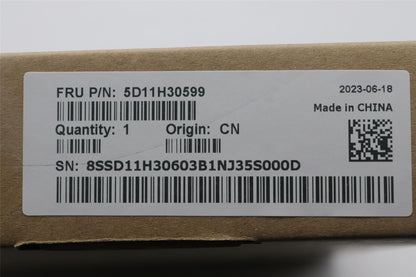 FRU P/N: 5D11H30599
2023-06-18
Made in CHINA
Quantity: 1 Origin: CN
SN: 8SSD11H30603B1NJ35S000D